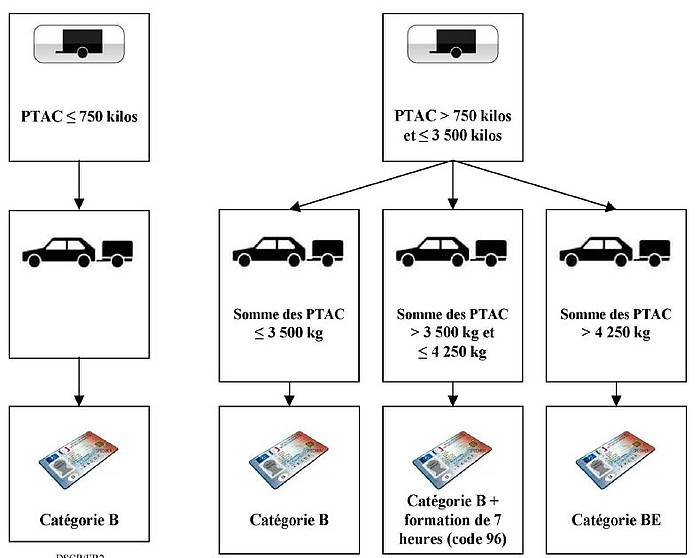 PTAC ≤ 750 kilos
PTAC > 750 kilos
et ≤ 3 500 kilos
Somme des PTAC
≤ 3 500 kg
Somme des PTAC
> 3 500 kg et
≤ 4 250 kg
Somme des PTAC
> 4 250 kg
Catégorie B
Catégorie B
Catégorie B +
formation de 7
heures (code 96)
Catégorie BE